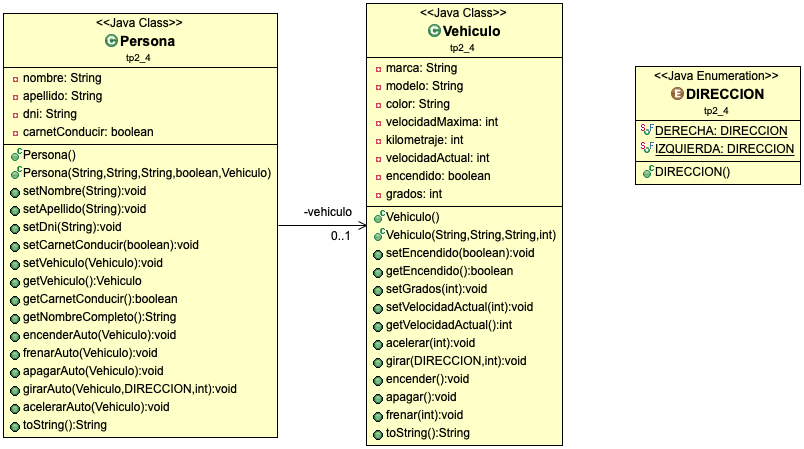 <<Java Class>>
Persona
tp2_4
nombre: String
apellido: String
dni: String
carnetConducir: boolean
Persona()
Persona(String,String,String,boolean,Vehiculo)
setNombre(String):void
setApellido(String):void
setDni(String):void
setCarnetConducir(boolean):void
setVehiculo(Vehiculo):void
getVehiculo():Vehiculo
getCarnetConducir():boolean
getNombreCompleto():String
encenderAuto(Vehiculo):void
frenarAuto(Vehiculo):void
apagarAuto(Vehiculo):void
girarAuto(Vehiculo,DIRECCION,int):void
acelerarAuto(Vehiculo):void
toString():String
-vehiculo
0..1
<<Java Class>>
Vehiculo
tp2_4
marca: String
modelo: String
color: String
velocidadMaxima: int
kilometraje: int
velocidadActual: int
encendido: boolean
grados: int
Vehiculo()
Vehiculo(String,String,String,int)
setEncendido(boolean):void
getEncendido():boolean
setGrados(int):void
setVelocidadActual(int):void
getVelocidadActual():int
acelerar(int):void
girar(DIRECCION,int):void
encender():void
apagar():void
frenar(int):void
toString():String
<<Java Enumeration>>
DIRECCION
tp2_4
DERECHA: DIRECCION
IZQUIERDA: DIRECCION
DIRECCION()